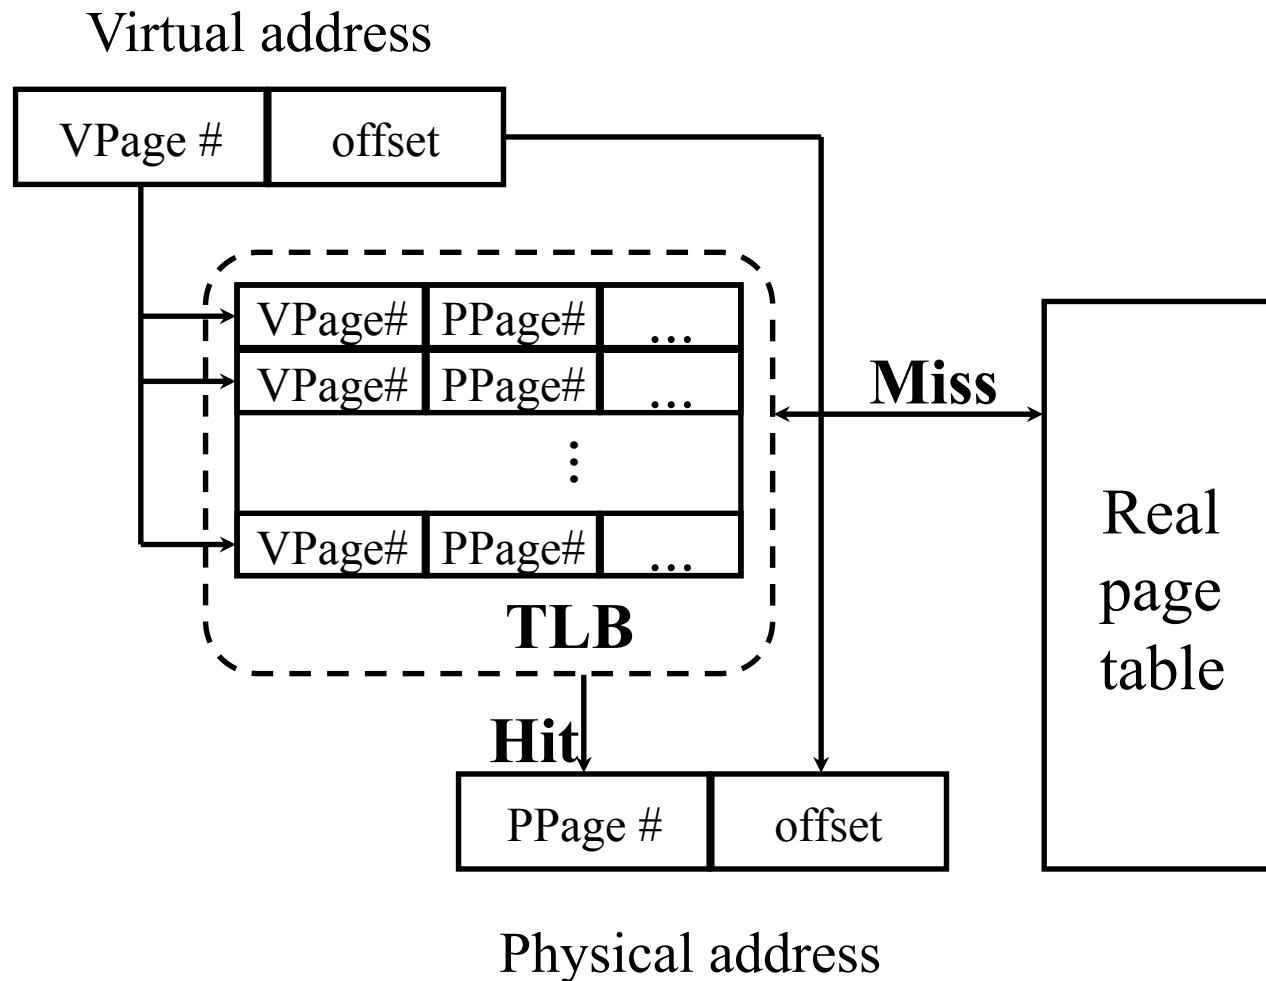 Virtual address
VPage # offset
VPage# PPage# ...
VPage# PPage# ...
Miss
⋮
VPage# PPage# ...
Real
page
table
TLB
Hit
PPage # offset
Physical address